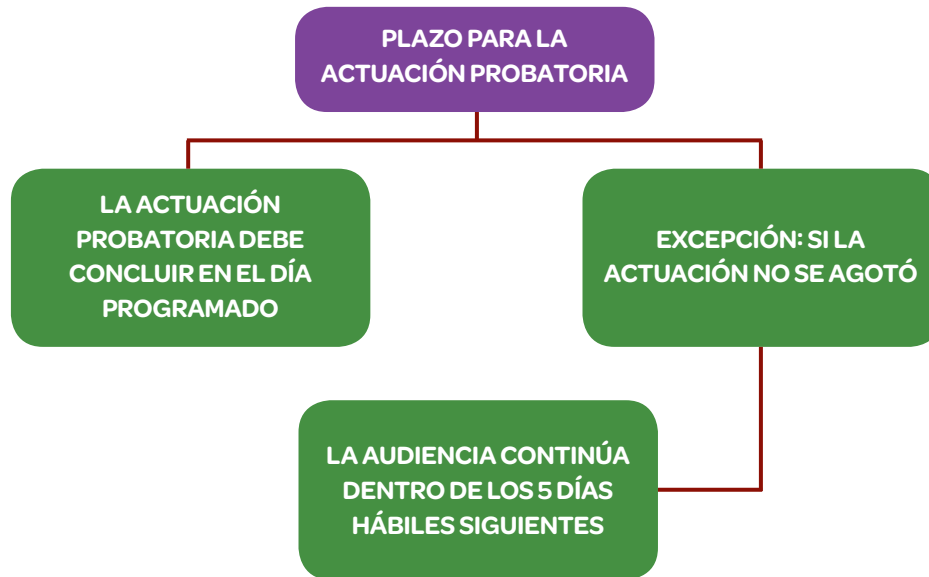 PLAZO PARA LA
ACTUACIÓN PROBATORIA
LA ACTUACIÓN
PROBATORIA DEBE
CONCLUIR EN EL DÍA
PROGRAMADO
EXCEPCIÓN: SI LA
ACTUACIÓN NO SE AGOTÓ
LA AUDIENCIA CONTINÚA
DENTRO DE LOS 5 DÍAS
HÁBILES SIGUIENTES